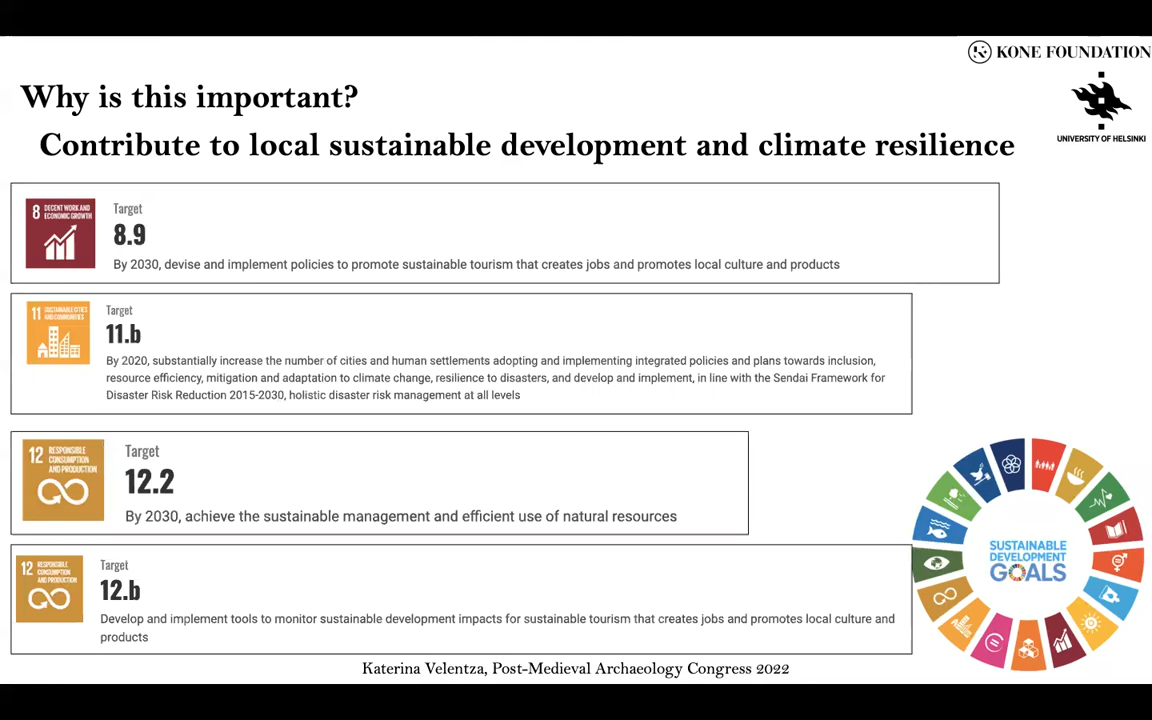 KONE FOUNDATION
Why is this important?
UNIVERSITY OF HELSINKI
Contribute to local sustainable development and climate resilience
8 DECENT WORK AND
ECONOMIC GROWTH
Target
8.9
By 2030, devise and implement policies to promote sustainable tourism that creates jobs and promotes local culture and products
11 SUSTAINABLE CITIES
AND COMMUNITIES
Target
11.b
By 2020, substantially increase the number of cities and human settlements adopting and implementing integrated policies and plans towards inclusion,
resource efficiency, mitigation and adaptation to climate change, resilience to disasters, and develop and implement, in line with the Sendai Framework for
Disaster Risk Reduction 2015-2030, holistic disaster risk management at all levels
12 RESPONSIBLE
CONSUMPTION
AND PRODUCTION
Target
12.2
By 2030, achieve the sustainable management and efficient use of natural resources
12 RESPONSIBLE
CONSUMPTION
AND PRODUCTION
Target
12.b
Develop and implement tools to monitor sustainable development impacts for sustainable tourism that creates jobs and promotes local culture and
products
SUSTAINABLE
DEVELOPMENT
GOALS
Katerina Velentza, Post-Medieval Archaeology Congress 2022